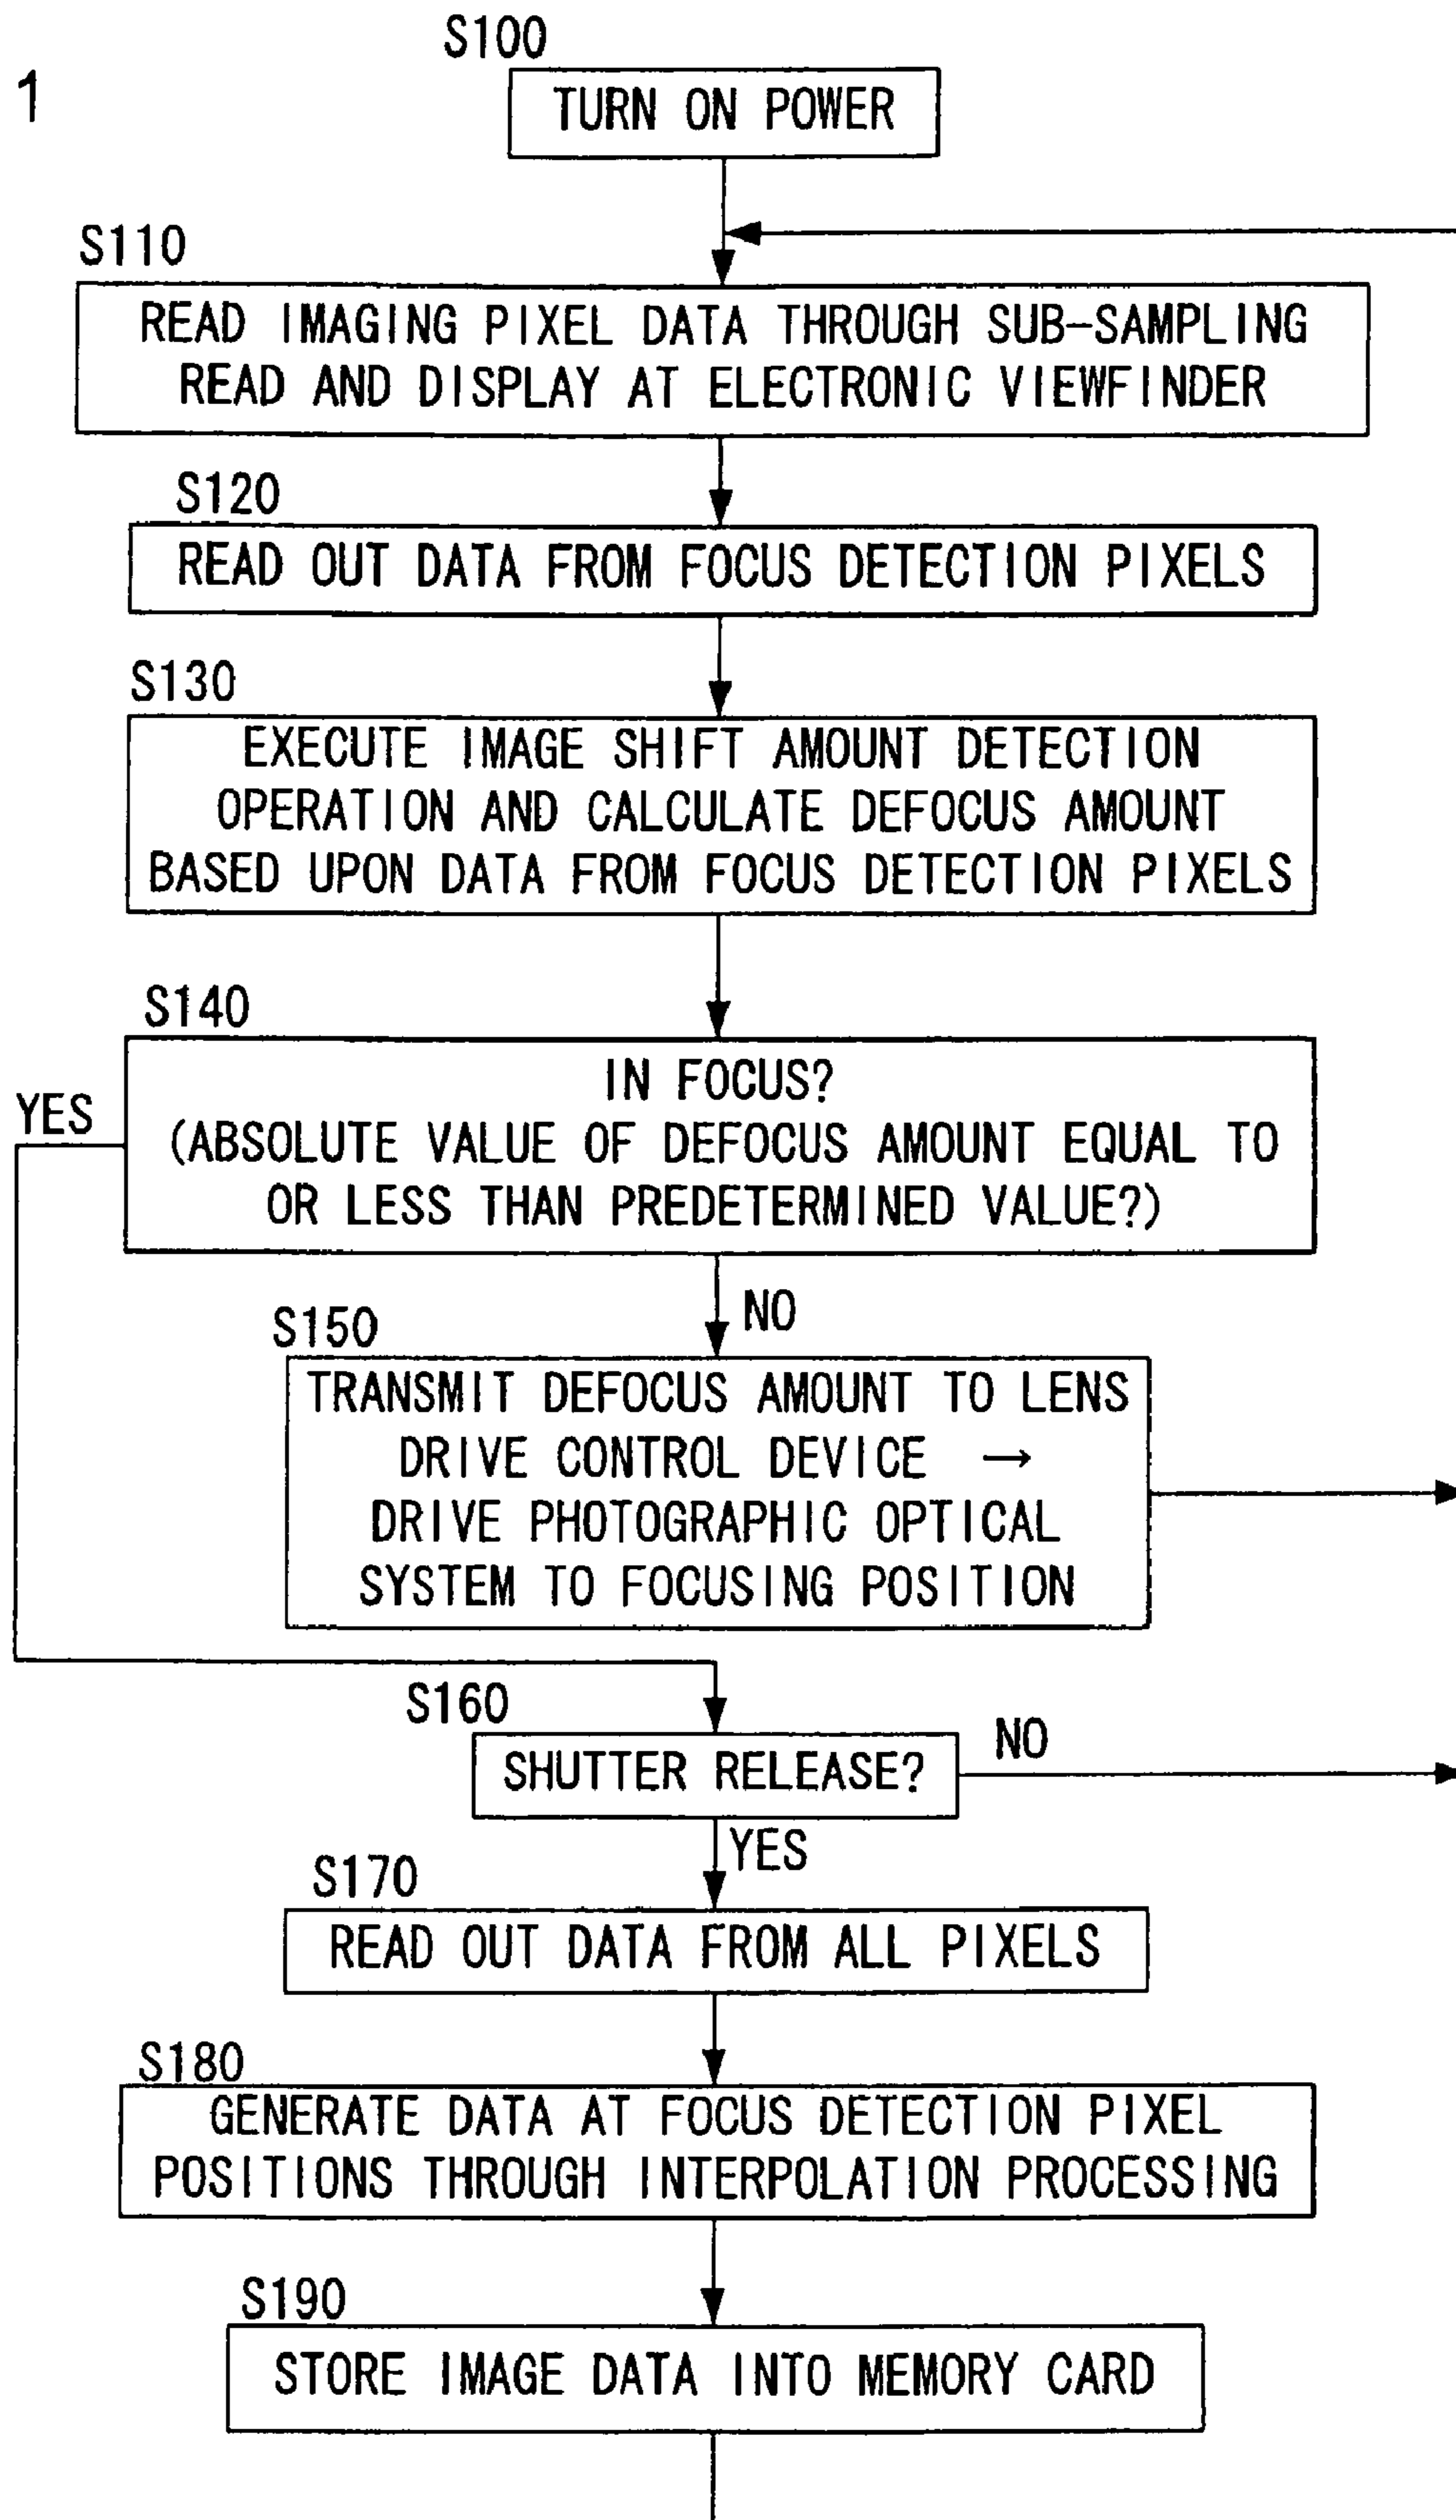 1
S100
TURN ON POWER
S110
READ IMAGING PIXEL DATA THROUGH SUB-SAMPLING
READ AND DISPLAY AT ELECTRONIC VIEWFINDER
S120
READ OUT DATA FROM FOCUS DETECTION PIXELS
S130
EXECUTE IMAGE SHIFT AMOUNT DETECTION
OPERATION AND CALCULATE DEFOCUS AMOUNT
BASED UPON DATA FROM FOCUS DETECTION PIXELS
S140
YES
IN FOCUS?
(ABSOLUTE VALUE OF DEFOCUS AMOUNT EQUAL TO
OR LESS THAN PREDETERMINED VALUE?)
NO
S150
TRANSMIT DEFOCUS AMOUNT TO LENS
DRIVE CONTROL DEVICE →
DRIVE PHOTOGRAPHIC OPTICAL
SYSTEM TO FOCUSING POSITION
S160
SHUTTER RELEASE?
NO
YES
S170
READ OUT DATA FROM ALL PIXELS
S180
GENERATE DATA AT FOCUS DETECTION PIXEL
POSITIONS THROUGH INTERPOLATION PROCESSING
S190
STORE IMAGE DATA INTO MEMORY CARD